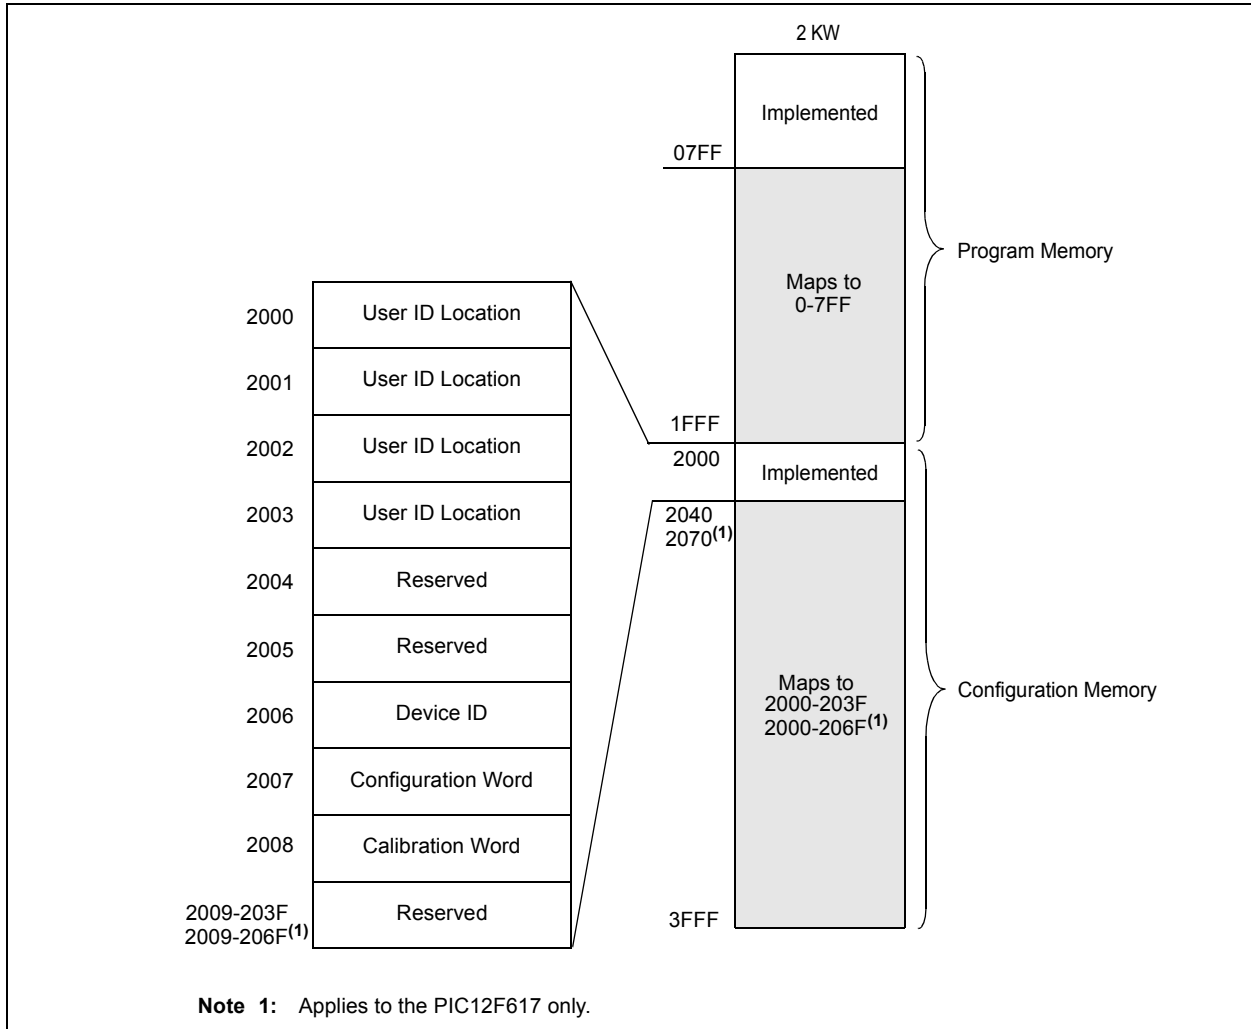 2 KW
Implemented
07FF
Maps to
0-7FF
Program Memory
1FFF
2000
Implemented
2040
2070(1)
Maps to
2000-203F
2000-206F(1)
Configuration Memory
3FFF
2000 User ID Location
2001 User ID Location
2002 User ID Location
2003 User ID Location
2004 Reserved
2005 Reserved
2006 Device ID
2007 Configuration Word
2008 Calibration Word
2009-203F
2009-206F(1)
Reserved
Note 1: Applies to the PIC12F617 only.